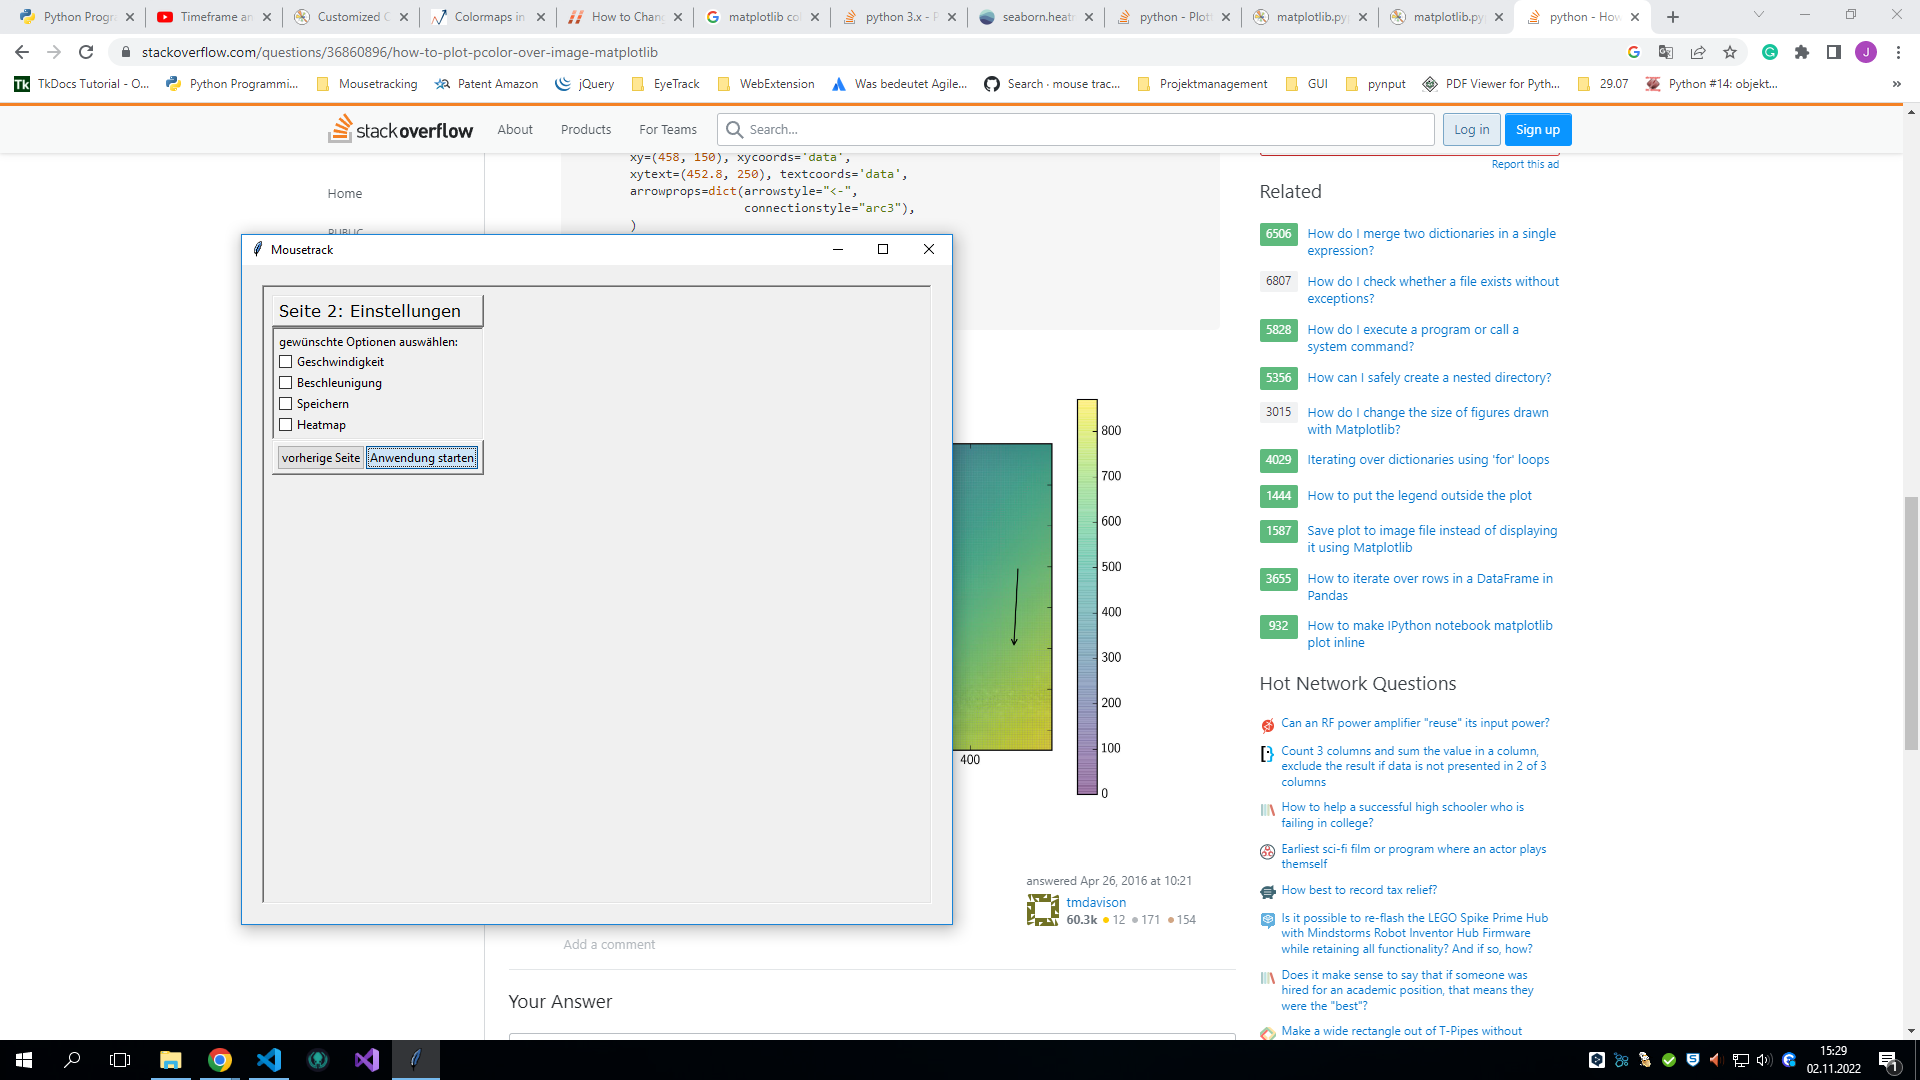 Python Progra
Timeframe an
Customized C
Colormaps in
How to Chang
matplotlib col
python 3.x - P
seaborn.heatm
python - Plott
matplotlib.pyp
matplotlib.pyp
python - How
stackoverflow.com/questions/36860896/how-to-plot-pcolor-over-image-matplotlib
J
TkDocs Tutorial - O...
Python Programmi...
Mousetracking
Patent Amazon
jQuery
EyeTrack
WebExtension
Was bedeutet Agile...
Search · mouse trac...
Projektmanagement
GUI
pynput
PDF Viewer for Pyth...
29.07
Python #14: objekt...
»
stackoverflow
About
Products
For Teams
Search...
Log in
Sign up
Home
PUBLIC
xy=(458, 150), xycoords='data',
xytext=(452.8, 250), textcoords='data',
arrowprops=dict(arrowstyle="<-",
connectionstyle="arc3"),
)
Mousetrack
Seite 2: Einstellungen
gewünschte Optionen auswählen:
Geschwindigkeit
Beschleunigung
Speichern
Heatmap
vorherige Seite
Anwendung starten
800
700
600
500
400
300
200
100
0
400
answered Apr 26, 2016 at 10:21
tmdavison
60.3k 12 171 154
Add a comment
Your Answer
Report this ad
Related
6506 How do I merge two dictionaries in a single
expression?
6807 How do I check whether a file exists without
exceptions?
5828 How do I execute a program or call a
system command?
5356 How can I safely create a nested directory?
3015 How do I change the size of figures drawn
with Matplotlib?
4029 Iterating over dictionaries using 'for' loops
1444 How to put the legend outside the plot
1587 Save plot to image file instead of displaying
it using Matplotlib
3655 How to iterate over rows in a DataFrame in
Pandas
932 How to make IPython notebook matplotlib
plot inline
Hot Network Questions
Can an RF power amplifier "reuse" its input power?
Count 3 columns and sum the value in a column,
exclude the result if data is not presented in 2 of 3
columns
How to help a successful high schooler who is
failing in college?
Earliest sci-fi film or program where an actor plays
themself
How best to record tax relief?
Is it possible to re-flash the LEGO Spike Prime Hub
with Mindstorms Robot Inventor Hub Firmware
while retaining all functionality? And if so, how?
Does it make sense to say that if someone was
hired for an academic position, that means they
were the "best"?
Make a wide rectangle out of T-Pipes without
15:29
02.11.2022
1